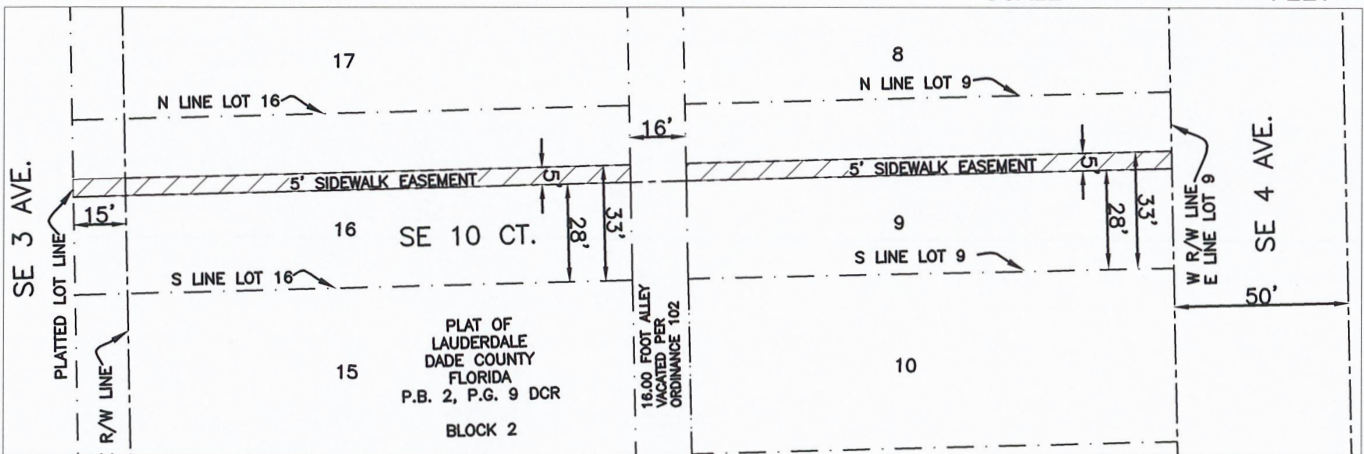 17
8
N LINE LOT 16
N LINE LOT 9
16'
SE 3 AVE.
SE 4 AVE.
5' SIDEWALK EASEMENT
5'
5' SIDEWALK EASEMENT
5'
15'
16
SE 10 CT.
28'
33'
9
28'
33'
W R/W LINE
E LINE LOT 9
S LINE LOT 16
S LINE LOT 9
50'
PLATTED LOT LINE
R/W LINE
15
PLAT OF
LAUDERDALE
DADE COUNTY
FLORIDA
P.B. 2, P.G. 9 DCR
BLOCK 2
16.00 FOOT ALLEY
VACATED PER
ORDINANCE 102
10